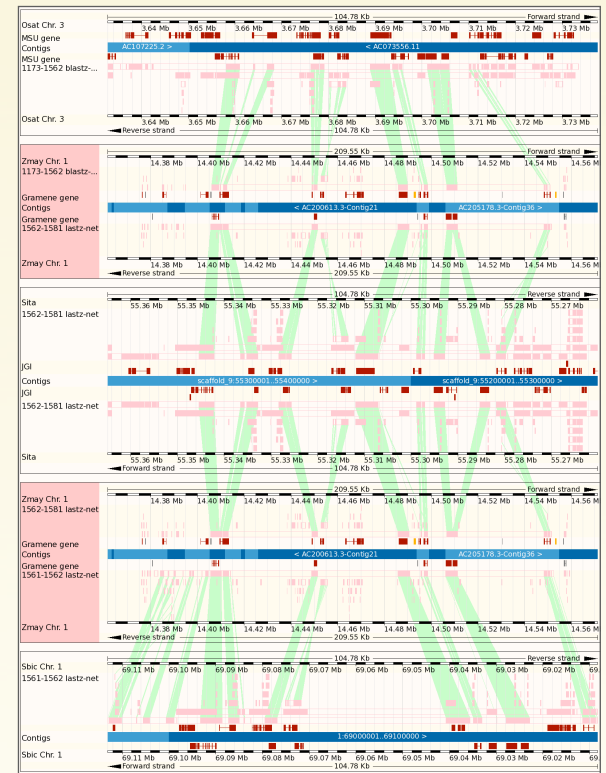 104.78 Kb Forward strand
Osat Chr. 3
3.64 Mb 3.65 Mb 3.66 Mb 3.67 Mb 3.68 Mb 3.69 Mb 3.70 Mb 3.71 Mb 3.72 Mb 3.73 Mb
MSU gene
Contigs AC107225.2 > < AC073556.11
MSU gene
1173-1562 blastz-...
Osat Chr. 3 3.64 Mb 3.65 Mb 3.66 Mb 3.67 Mb 3.68 Mb 3.69 Mb 3.70 Mb 3.71 Mb 3.72 Mb 3.73 Mb
Reverse strand 104.78 Kb
209.55 Kb Forward strand
Zmay Chr. 1 14.38 Mb 14.40 Mb 14.42 Mb 14.44 Mb 14.46 Mb 14.48 Mb 14.50 Mb 14.52 Mb 14.54 Mb 14.56 M
1173-1562 blastz-...
Gramene gene
Contigs < AC200613.3-Contig21 AC205178.3-Contig36 >
Gramene gene
1562-1581 lastz-net
Zmay Chr. 1 14.38 Mb 14.40 Mb 14.42 Mb 14.44 Mb 14.46 Mb 14.48 Mb 14.50 Mb 14.52 Mb 14.54 Mb 14.56 M
Reverse strand 209.55 Kb
104.78 Kb Reverse strand
Sita 55.36 Mb 55.35 Mb 55.34 Mb 55.33 Mb 55.32 Mb 55.31 Mb 55.30 Mb 55.29 Mb 55.28 Mb 55.27 Mb
1562-1581 lastz-net
JGI
Contigs scaffold_9:55300001..55400000 > scaffold_9:55200001..55300000 >
JGI
1562-1581 lastz-net
Sita 55.36 Mb 55.35 Mb 55.34 Mb 55.33 Mb 55.32 Mb 55.31 Mb 55.30 Mb 55.29 Mb 55.28 Mb 55.27 Mb
Forward strand 104.78 Kb
209.55 Kb Forward strand
Zmay Chr. 1 14.38 Mb 14.40 Mb 14.42 Mb 14.44 Mb 14.46 Mb 14.48 Mb 14.50 Mb 14.52 Mb 14.54 Mb 14.56 M
1562-1581 lastz-net
Gramene gene
Contigs < AC200613.3-Contig21 AC205178.3-Contig36 >
Gramene gene
1561-1562 lastz-net
Zmay Chr. 1 14.38 Mb 14.40 Mb 14.42 Mb 14.44 Mb 14.46 Mb 14.48 Mb 14.50 Mb 14.52 Mb 14.54 Mb 14.56 M
Reverse strand 209.55 Kb
104.78 Kb Reverse strand
Sbic Chr. 1 69.11 Mb 69.10 Mb 69.09 Mb 69.08 Mb 69.07 Mb 69.06 Mb 69.05 Mb 69.04 Mb 69.03 Mb 69.02 Mb 69.
1561-1562 lastz-net
Contigs 1:69000001..69100000 >
Sbic Chr. 1 69.11 Mb 69.10 Mb 69.09 Mb 69.08 Mb 69.07 Mb 69.06 Mb 69.05 Mb 69.04 Mb 69.03 Mb 69.02 Mb 69.
Forward strand 104.78 Kb